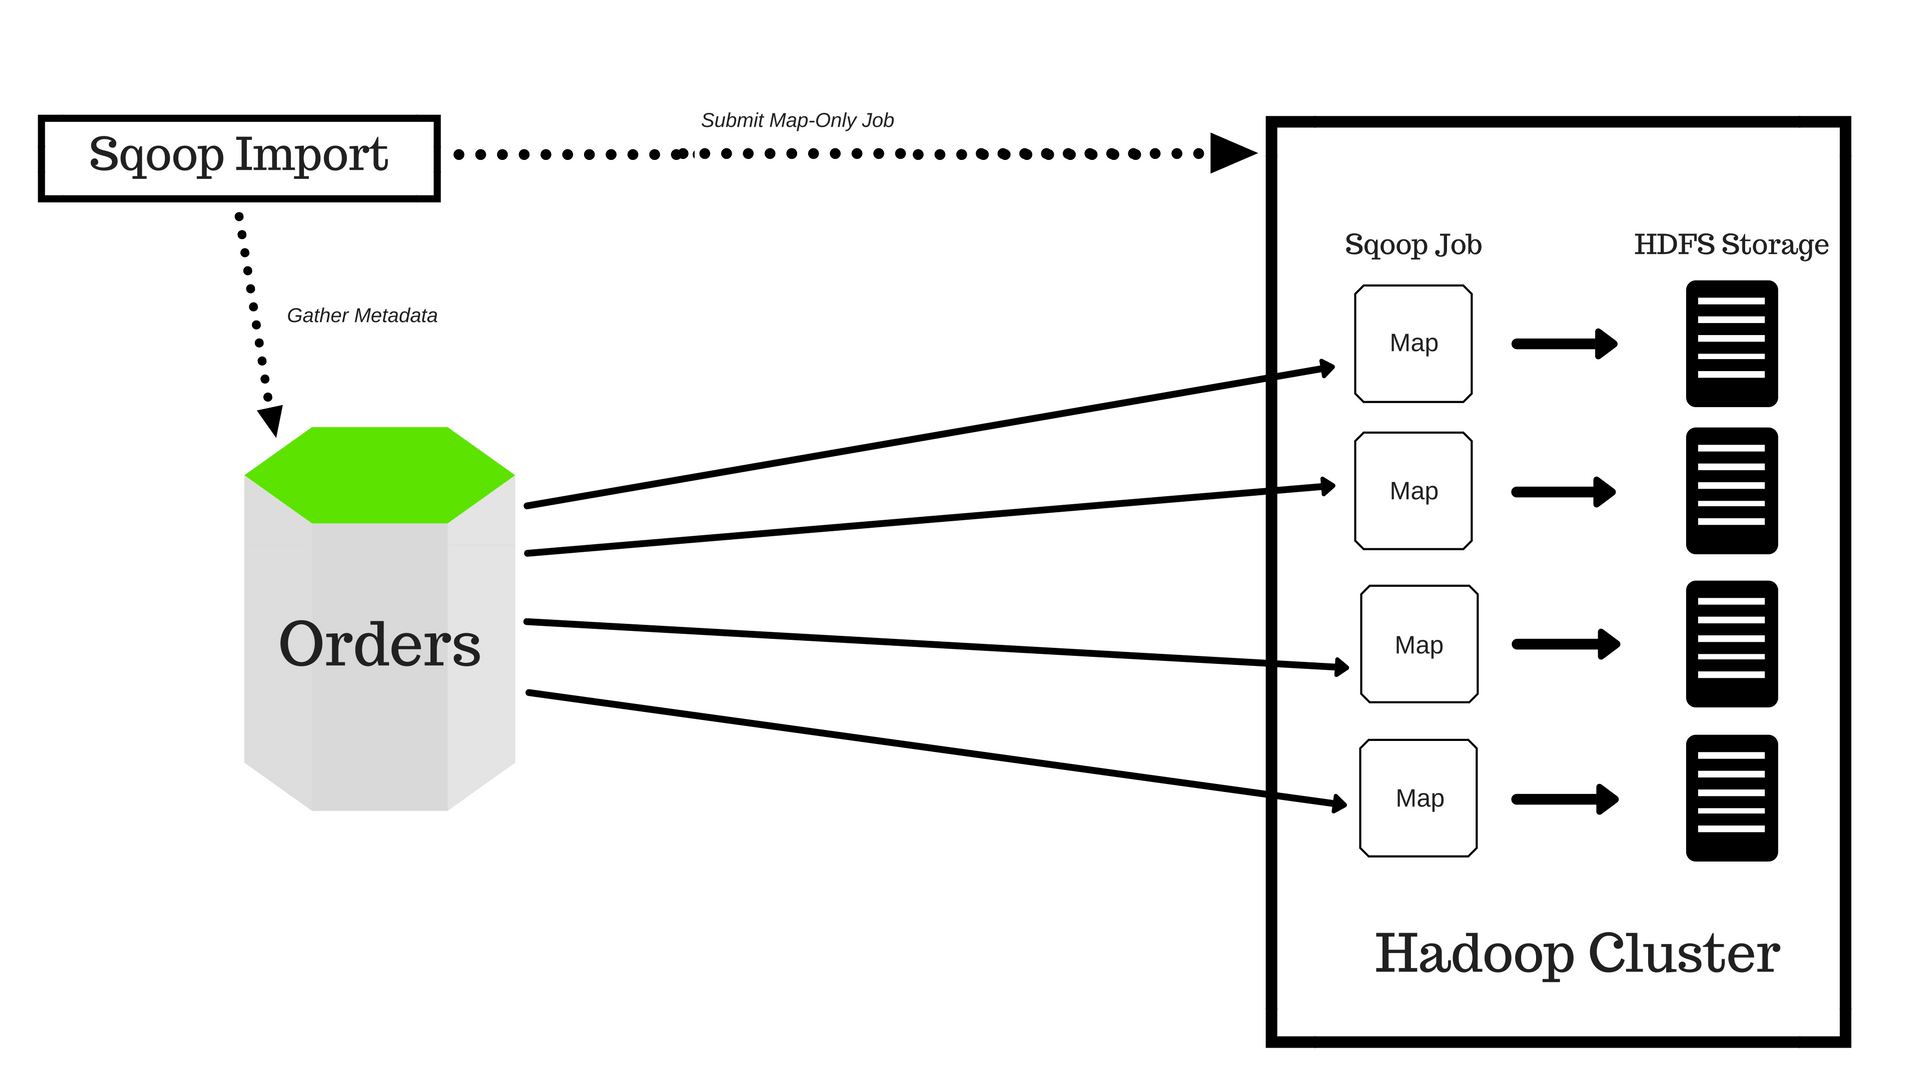 Sqoop Import
Submit Map-Only Job
Gather Metadata
Orders
Sqoop Job
HDFS Storage
Map
Map
Map
Map
Hadoop Cluster